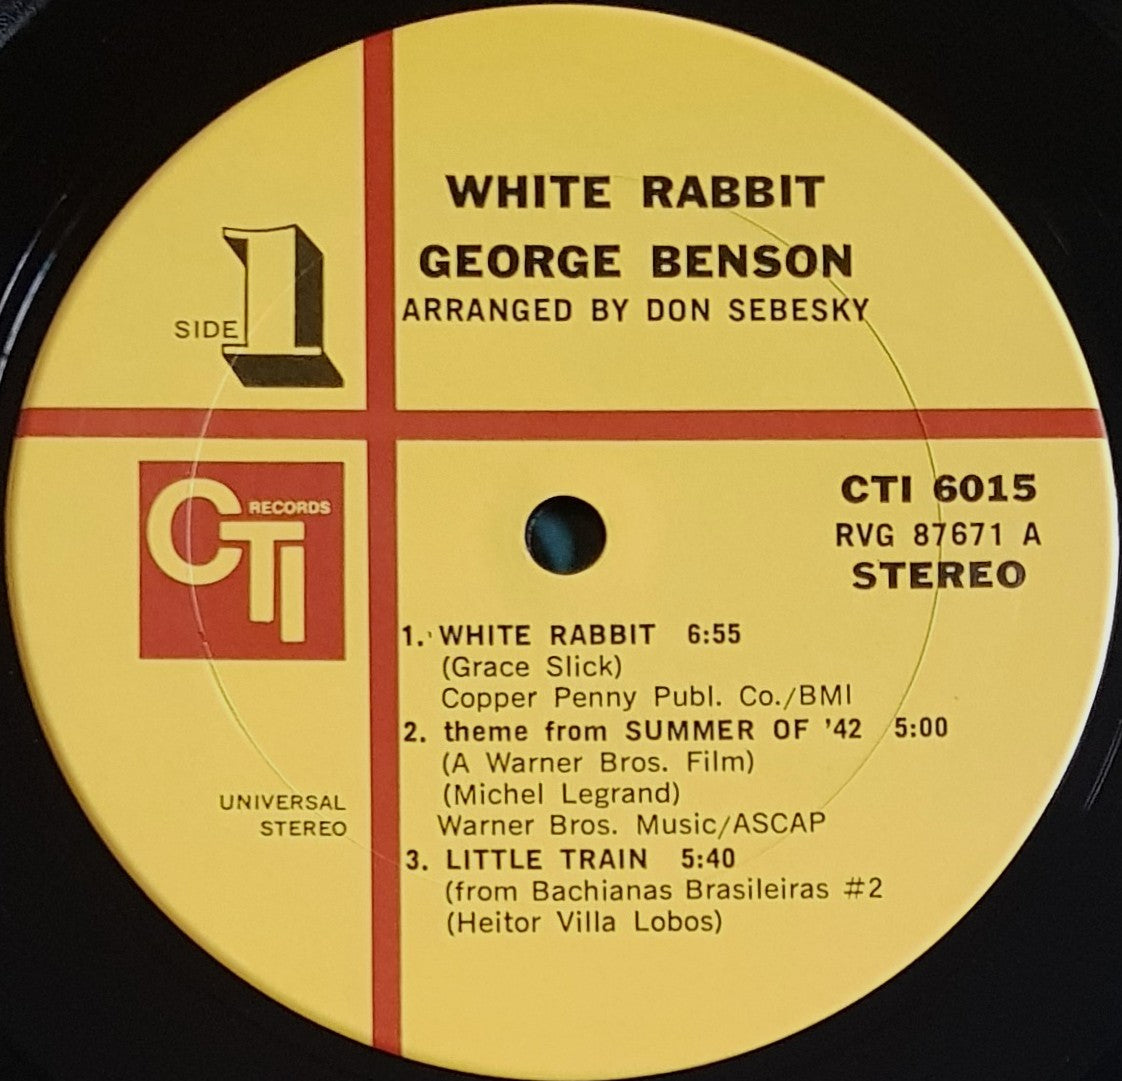 WHITE RABBIT
GEORGE BENSON
ARRANGED BY DON SEBESKY
SIDE 1
CTI RECORDS
CTI 6015
RVG 87671 A
STEREO
1. WHITE RABBIT 6:55
(Grace Slick)
Copper Penny Publ. Co./BMI
2. theme from SUMMER OF '42 5:00
(A Warner Bros. Film)
(Michel Legrand)
Warner Bros. Music/ASCAP
3. LITTLE TRAIN 5:40
(from Bachianas Brasileiras #2
(Heitor Villa Lobos)
UNIVERSAL
STEREO